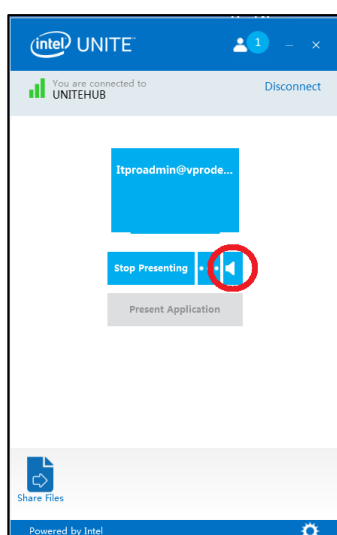 intel UNITE™
1
You are connected to
UNITEHUB
Disconnect
Itproadmin@vprode...
Stop Presenting
Present Application
Share Files
Powered by Intel